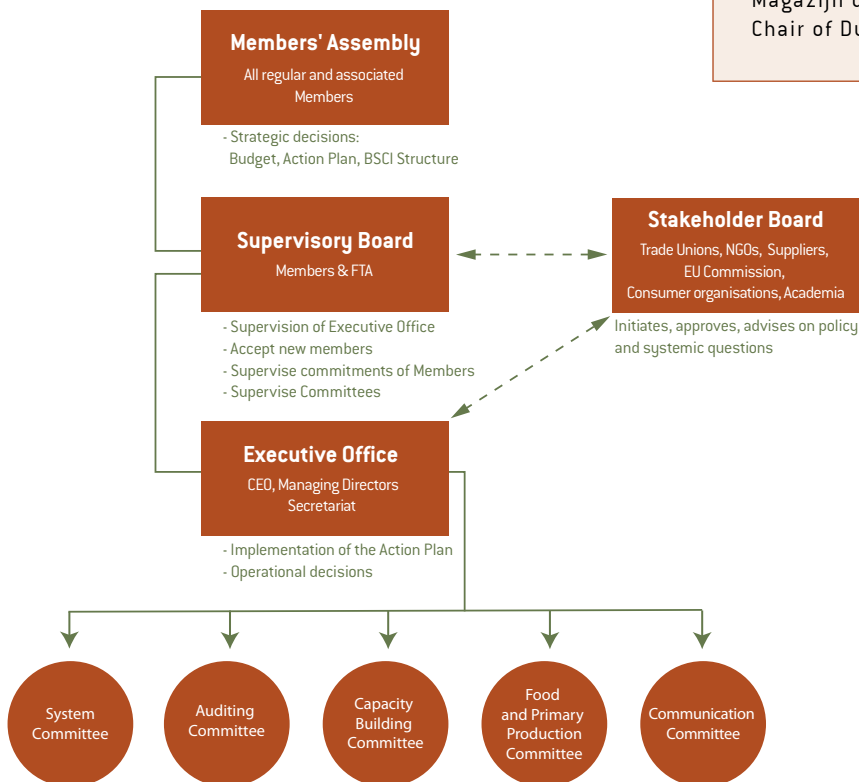 Magazijn
Chair of
Members' Assembly
All regular and associated
Members
- Strategic decisions:
Budget, Action Plan, BSCI Structure
Supervisory Board
Members & FTA
- Supervision of Executive Office
- Accept new members
- Supervise commitments of Members
- Supervise Committees
Stakeholder Board
Trade Unions, NGOs, Suppliers,
EU Commission,
Consumer organisations, Academia
Initiates, approves, advises on policy
and systemic questions
Executive Office
CEO, Managing Directors
Secretariat
- Implementation of the Action Plan
- Operational decisions
System
Committee
Auditing
Committee
Capacity
Building
Committee
Food
and Primary
Production
Committee
Communication
Committee